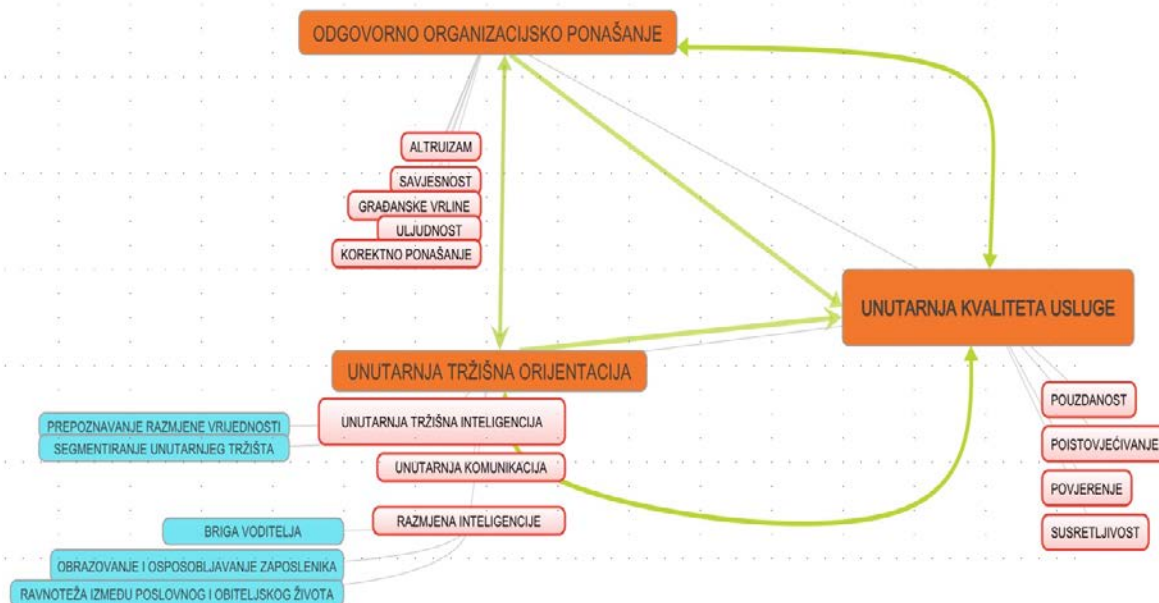 ODGOVORNO ORGANIZACIJSKO PONAŠANJE
ALTRUIZAM
SAVJESNOST
GRAĐANSKE VRLINE
ULJUDNOST
KOREKTNO PONAŠANJE
UNUTARNJA KVALITETA USLUGE
UNUTARNJA TRŽIŠNA ORIJENTACIJA
POUZDANOST
POISTOVJEĆIVANJE
POVJERENJE
SUSRETLJIVOST
UNUTARNJA TRŽIŠNA INTELIGENCIJA
PREPOZNAVANJE RAZMJENE VRIJEDNOSTI
SEGMENTIRANJE UNUTARNJEG TRŽIŠTA
UNUTARNJA KOMUNIKACIJA
RAZMJENA INTELIGENCIJE
BRIGA VODITELJA
OBRAZOVANJE I OSPOSOBLJAVANJE ZAPOSLENIKA
RAVNOTEŽA IZMEĐU POSLOVNOG I OBITELJSKOG ŽIVOTA